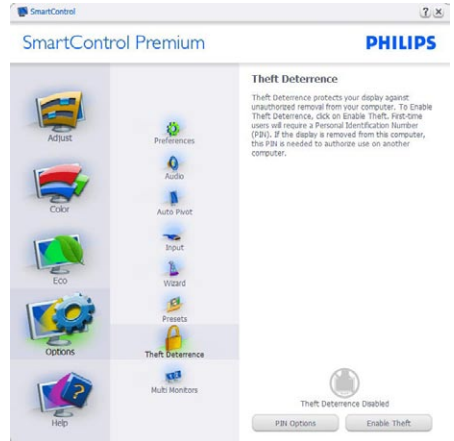 SmartControl
SmartControl Premium
PHILIPS
Adjust
Color
Eco
Options
Help
Preferences
Audio
Auto Pivot
Input
Wizard
Presets
Theft Deterrence
Multi Monitors
Theft Deterrence
Theft Deterrence protects your display against
unauthorized removal from your computer. To Enable
Theft Deterrence, click on Enable Theft. First-time
users will require a Personal Identification Number
(PIN). If the display is removed from this computer,
this PIN is needed to authorize use on another
computer.
Theft Deterrence Disabled
PIN Options
Enable Theft